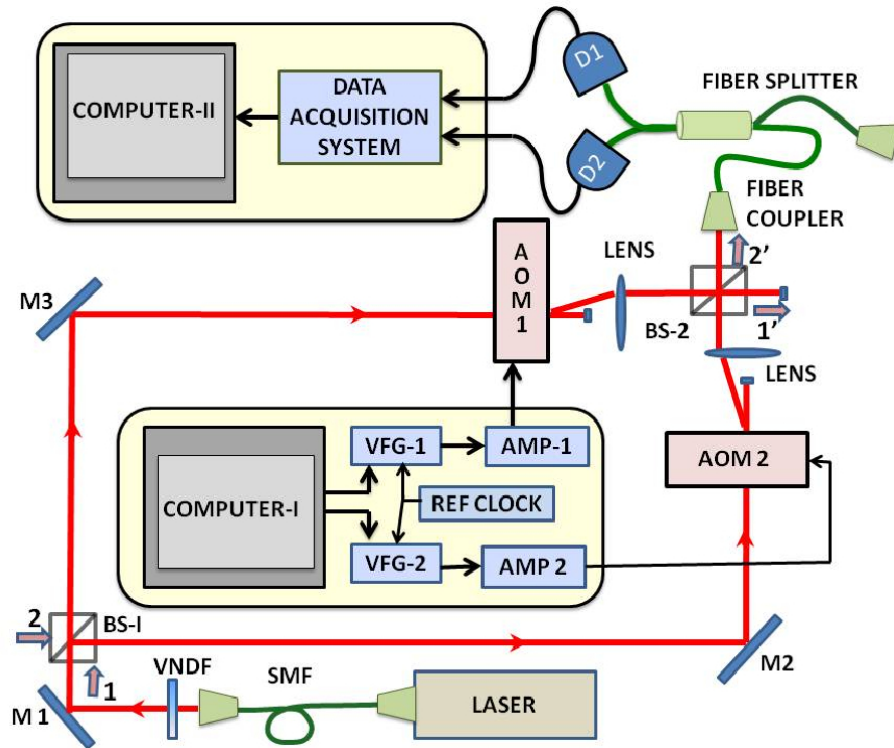 D1
FIBER SPLITTER
COMPUTER-II
DATA
ACQUISITION
SYSTEM
D2
FIBER
COUPLER
A
O
M
1
LENS
2'
M3
BS-2
1'
LENS
VFG-1
AMP-1
AOM 2
COMPUTER-I
REF CLOCK
VFG-2
AMP 2
2
BS-I
VNDF
SMF
M2
1
M 1
LASER